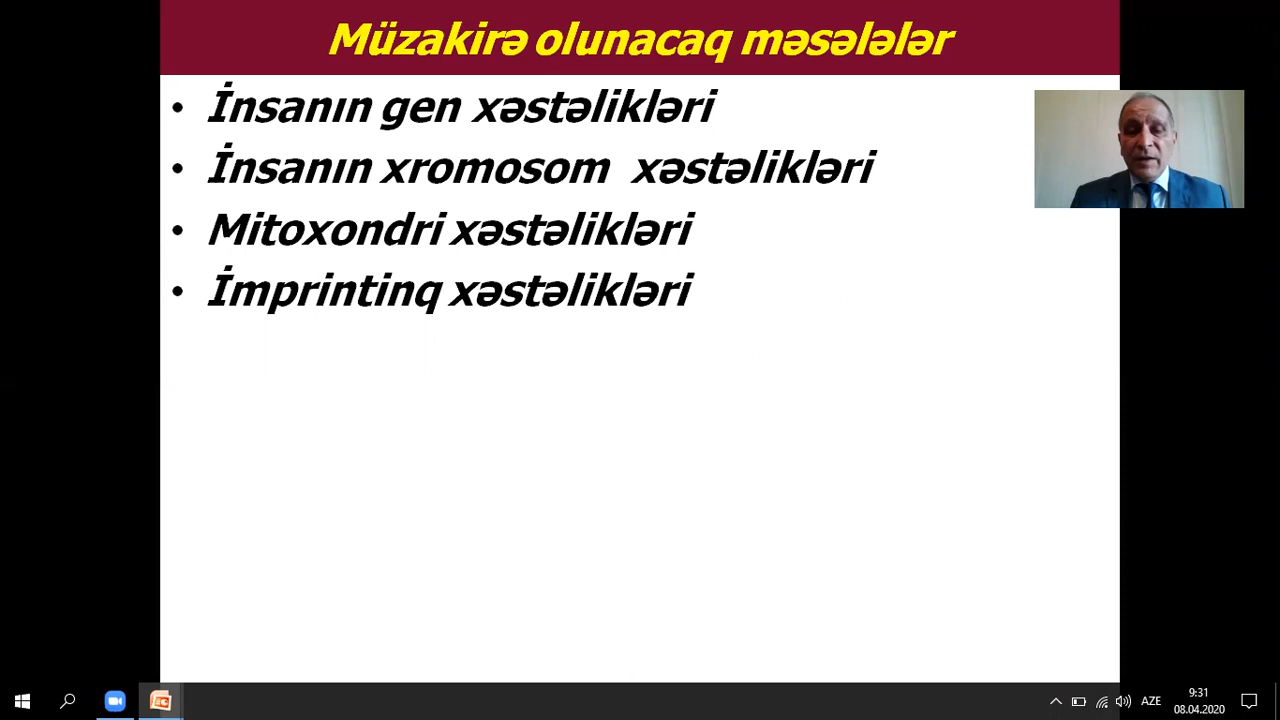 Müzakirə olunacaq məsələlər
• İnsanın gen xəstəlikləri
• İnsanın xromosom xəstəlikləri
• Mitoxondri xəstəlikləri
• İmprintinq xəstəlikləri
AZE
9:31
08.04.2020